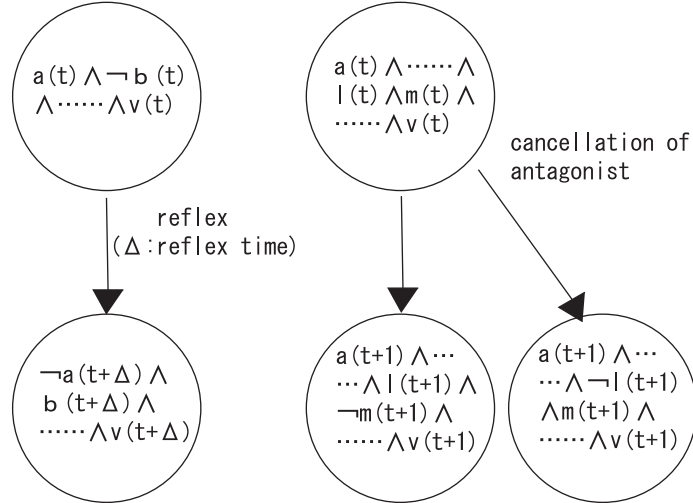 a(t)∧¬b(t)
∧……∧v(t)
a(t)∧……∧
l(t)∧m(t)∧
……∧v(t)
cancellation of
antagonist
reflex
(Δ:reflex time)
¬a(t+Δ)∧
b(t+Δ)∧
……∧v(t+Δ)
a(t+1)∧…
…∧l(t+1)∧
¬m(t+1)∧
……∧v(t+1)
a(t+1)∧…
…∧¬l(t+1)
∧m(t+1)∧
……∧v(t+1)